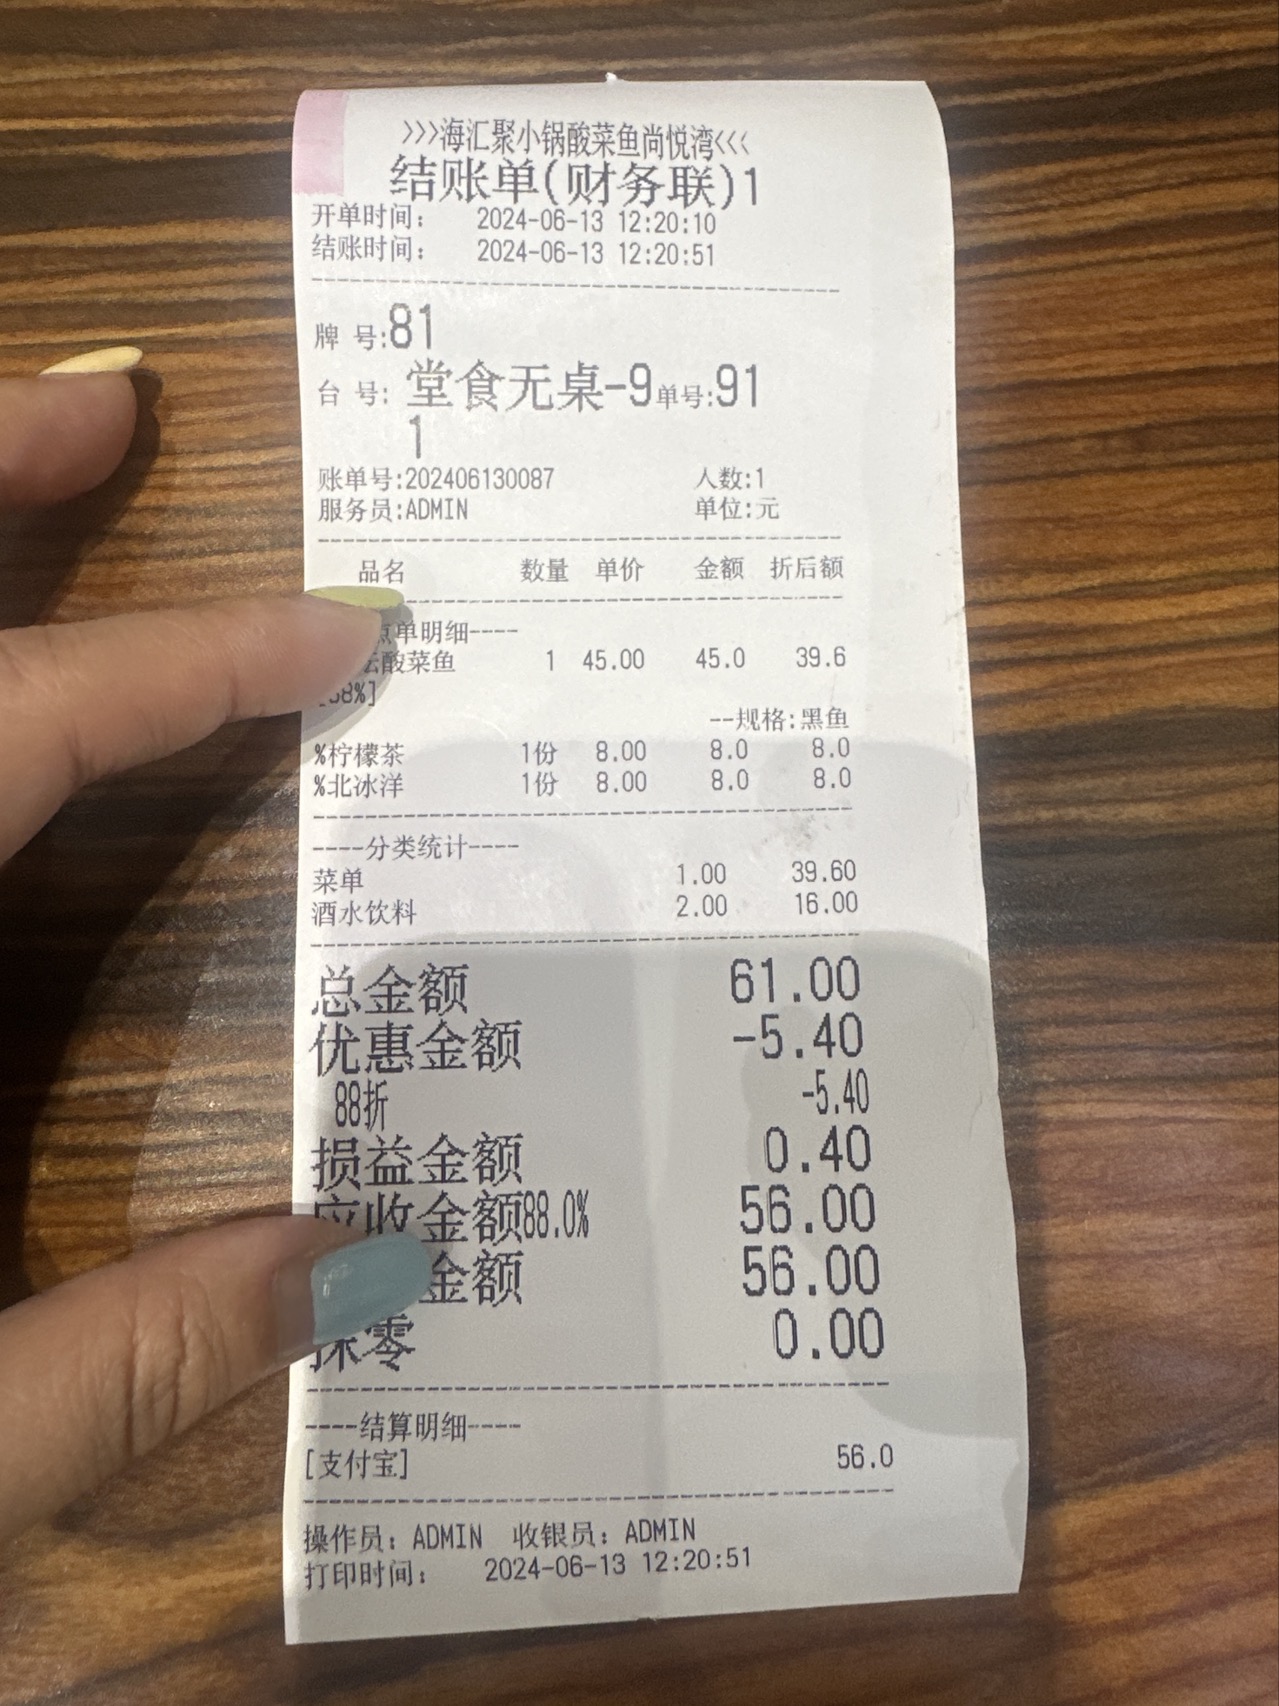 >>>海汇聚小锅酸菜鱼尚悦湾<<<
结账单(财务联)1
开单时间： 2024-06-13 12:20:10
结账时间： 2024-06-13 12:20:51
牌 号:81
台 号: 堂食无桌-9单号:91
1
账单号:202406130087 人数:1
服务员:ADMIN 单位:元
品名 数量 单价 金额 折后额
单明细----
酸菜鱼 1 45.00 45.0 39.6
8%]
--规格:黑鱼
%柠檬茶 1份 8.00 8.0 8.0
%北冰洋 1份 8.00 8.0 8.0
----分类统计----
菜单 1.00 39.60
酒水饮料 2.00 16.00
总金额 61.00
优惠金额 -5.40
88折 -5.40
损益金额 0.40
应收金额88.0% 56.00
金额 56.00
抹零 0.00
----结算明细----
[支付宝] 56.0
操作员：ADMIN 收银员：ADMIN
打印时间： 2024-06-13 12:20:51